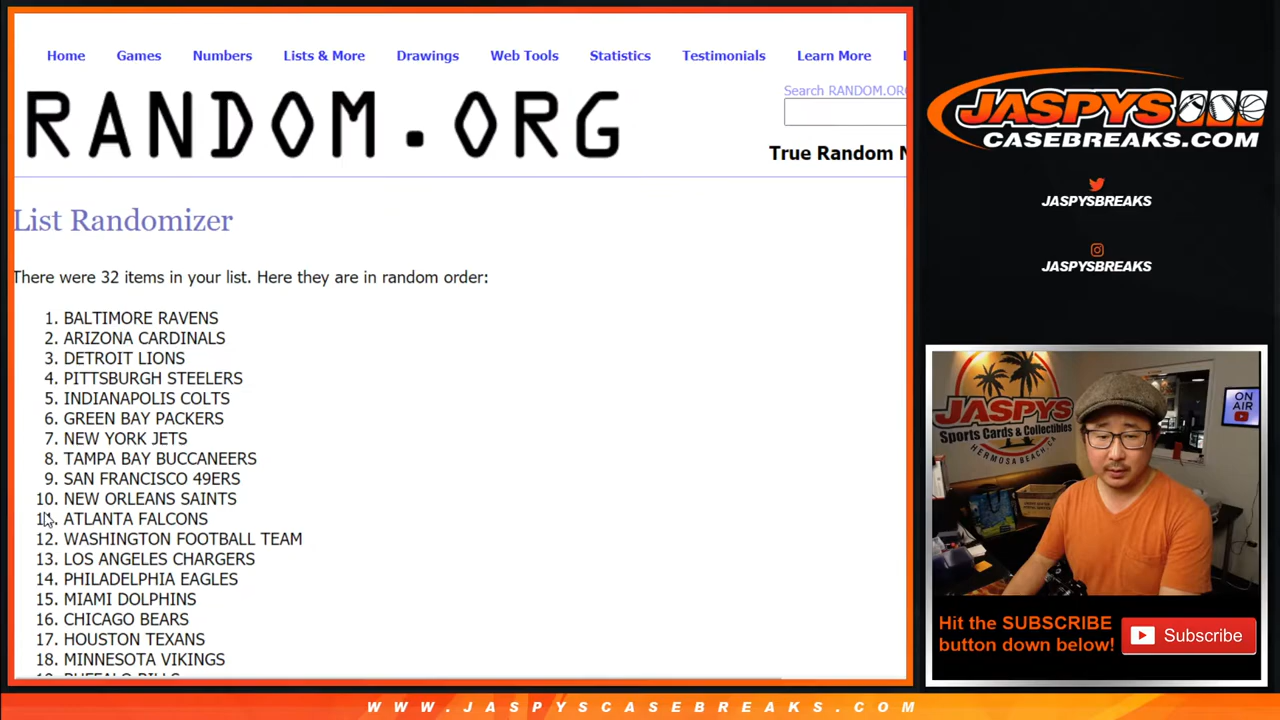 Home Games Numbers Lists & More Drawings Web Tools Statistics Testimonials Learn More
RANDOM.ORG
Search RANDOM.ORG
True Random
List Randomizer
There were 32 items in your list. Here they are in random order:
1. BALTIMORE RAVENS
2. ARIZONA CARDINALS
3. DETROIT LIONS
4. PITTSBURGH STEELERS
5. INDIANAPOLIS COLTS
6. GREEN BAY PACKERS
7. NEW YORK JETS
8. TAMPA BAY BUCCANEERS
9. SAN FRANCISCO 49ERS
10. NEW ORLEANS SAINTS
11. ATLANTA FALCONS
12. WASHINGTON FOOTBALL TEAM
13. LOS ANGELES CHARGERS
14. PHILADELPHIA EAGLES
15. MIAMI DOLPHINS
16. CHICAGO BEARS
17. HOUSTON TEXANS
18. MINNESOTA VIKINGS
JASPYS
CASEBREAKS.COM
JASPYSBREAKS
JASPYSBREAKS
JASPYS
Sports Cards & Collectibles
HERMOSA BEACH, CA
ON AIR
Hit the SUBSCRIBE
button down below!
Subscribe
WWW.JASPYSCASEBREAKS.COM